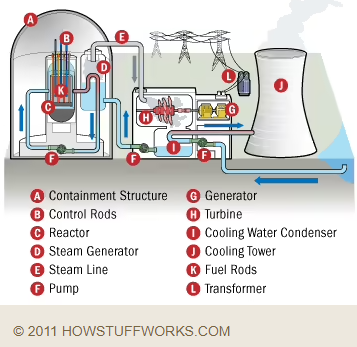 A
B
E
D
K
C
F
F
H
G
I
F
L
J
A Containment Structure
B Control Rods
C Reactor
D Steam Generator
E Steam Line
F Pump
G Generator
H Turbine
I Cooling Water Condenser
J Cooling Tower
K Fuel Rods
L Transformer
© 2011 HOWSTUFFWORKS.COM